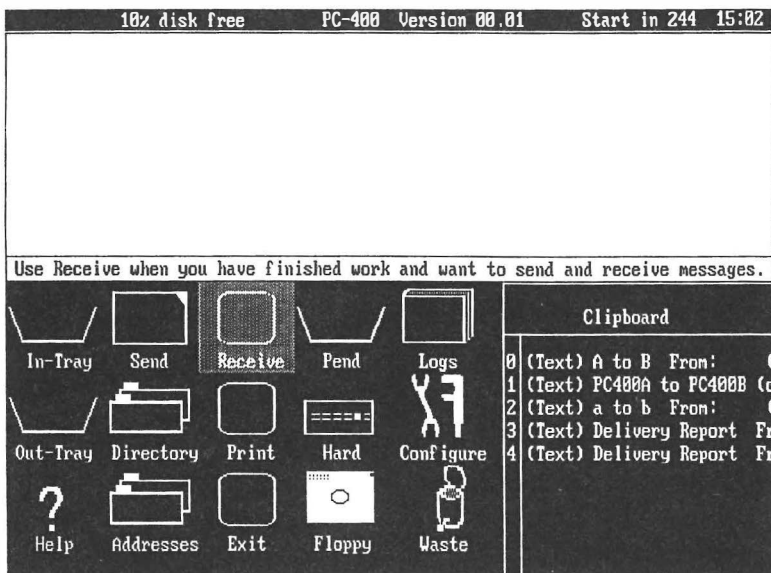 10% disk free PC-400 Version 00.01 Start in 244 15:02
Use Receive when you have finished work and want to send and receive messages.
In-Tray Send Receive Pend Logs
Out-Tray Directory Print Hard Configure
Help Addresses Exit Floppy Waste
Clipboard
0 (Text) A to B From:
1 (Text) PC400A to PC400B
2 (Text) a to b From:
3 (Text) Delivery Report
4 (Text) Delivery Report